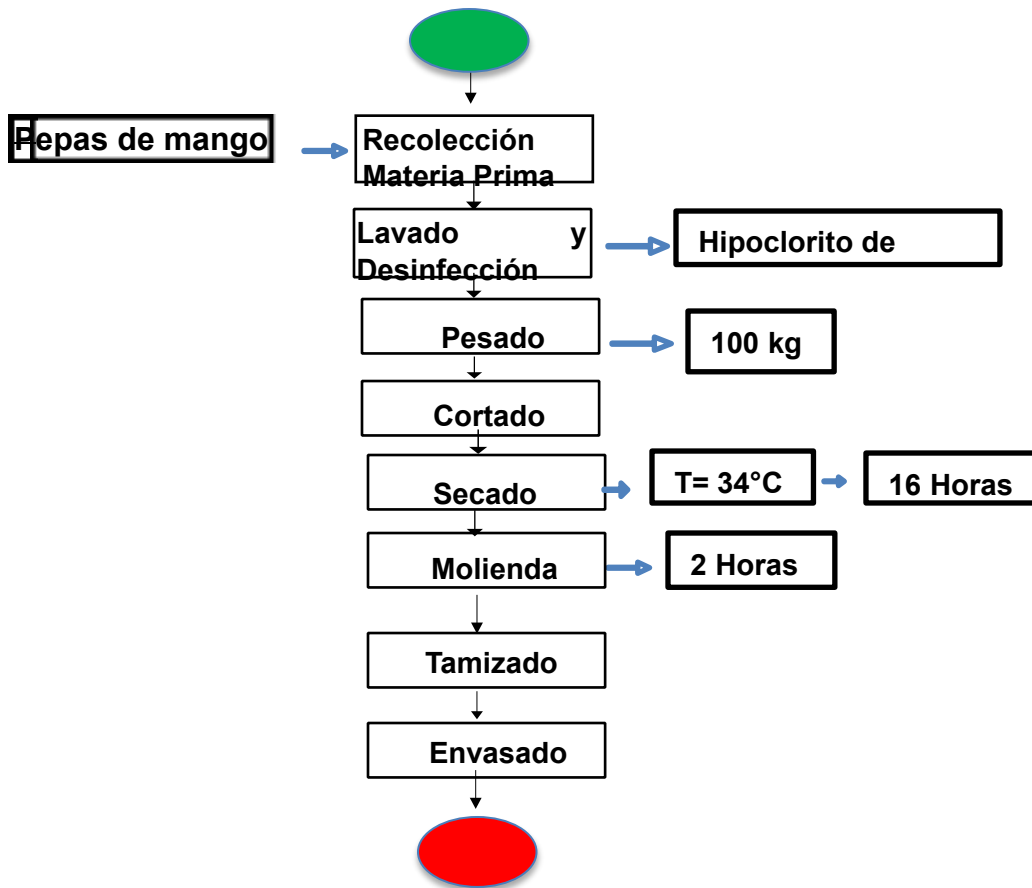 Pepas de mango
Recolección
Materia Prima
Lavado y
Desinfección
Hipoclorito de
Pesado
100 kg
Cortado
Secado
T= 34°C
16 Horas
Molienda
2 Horas
Tamizado
Envasado